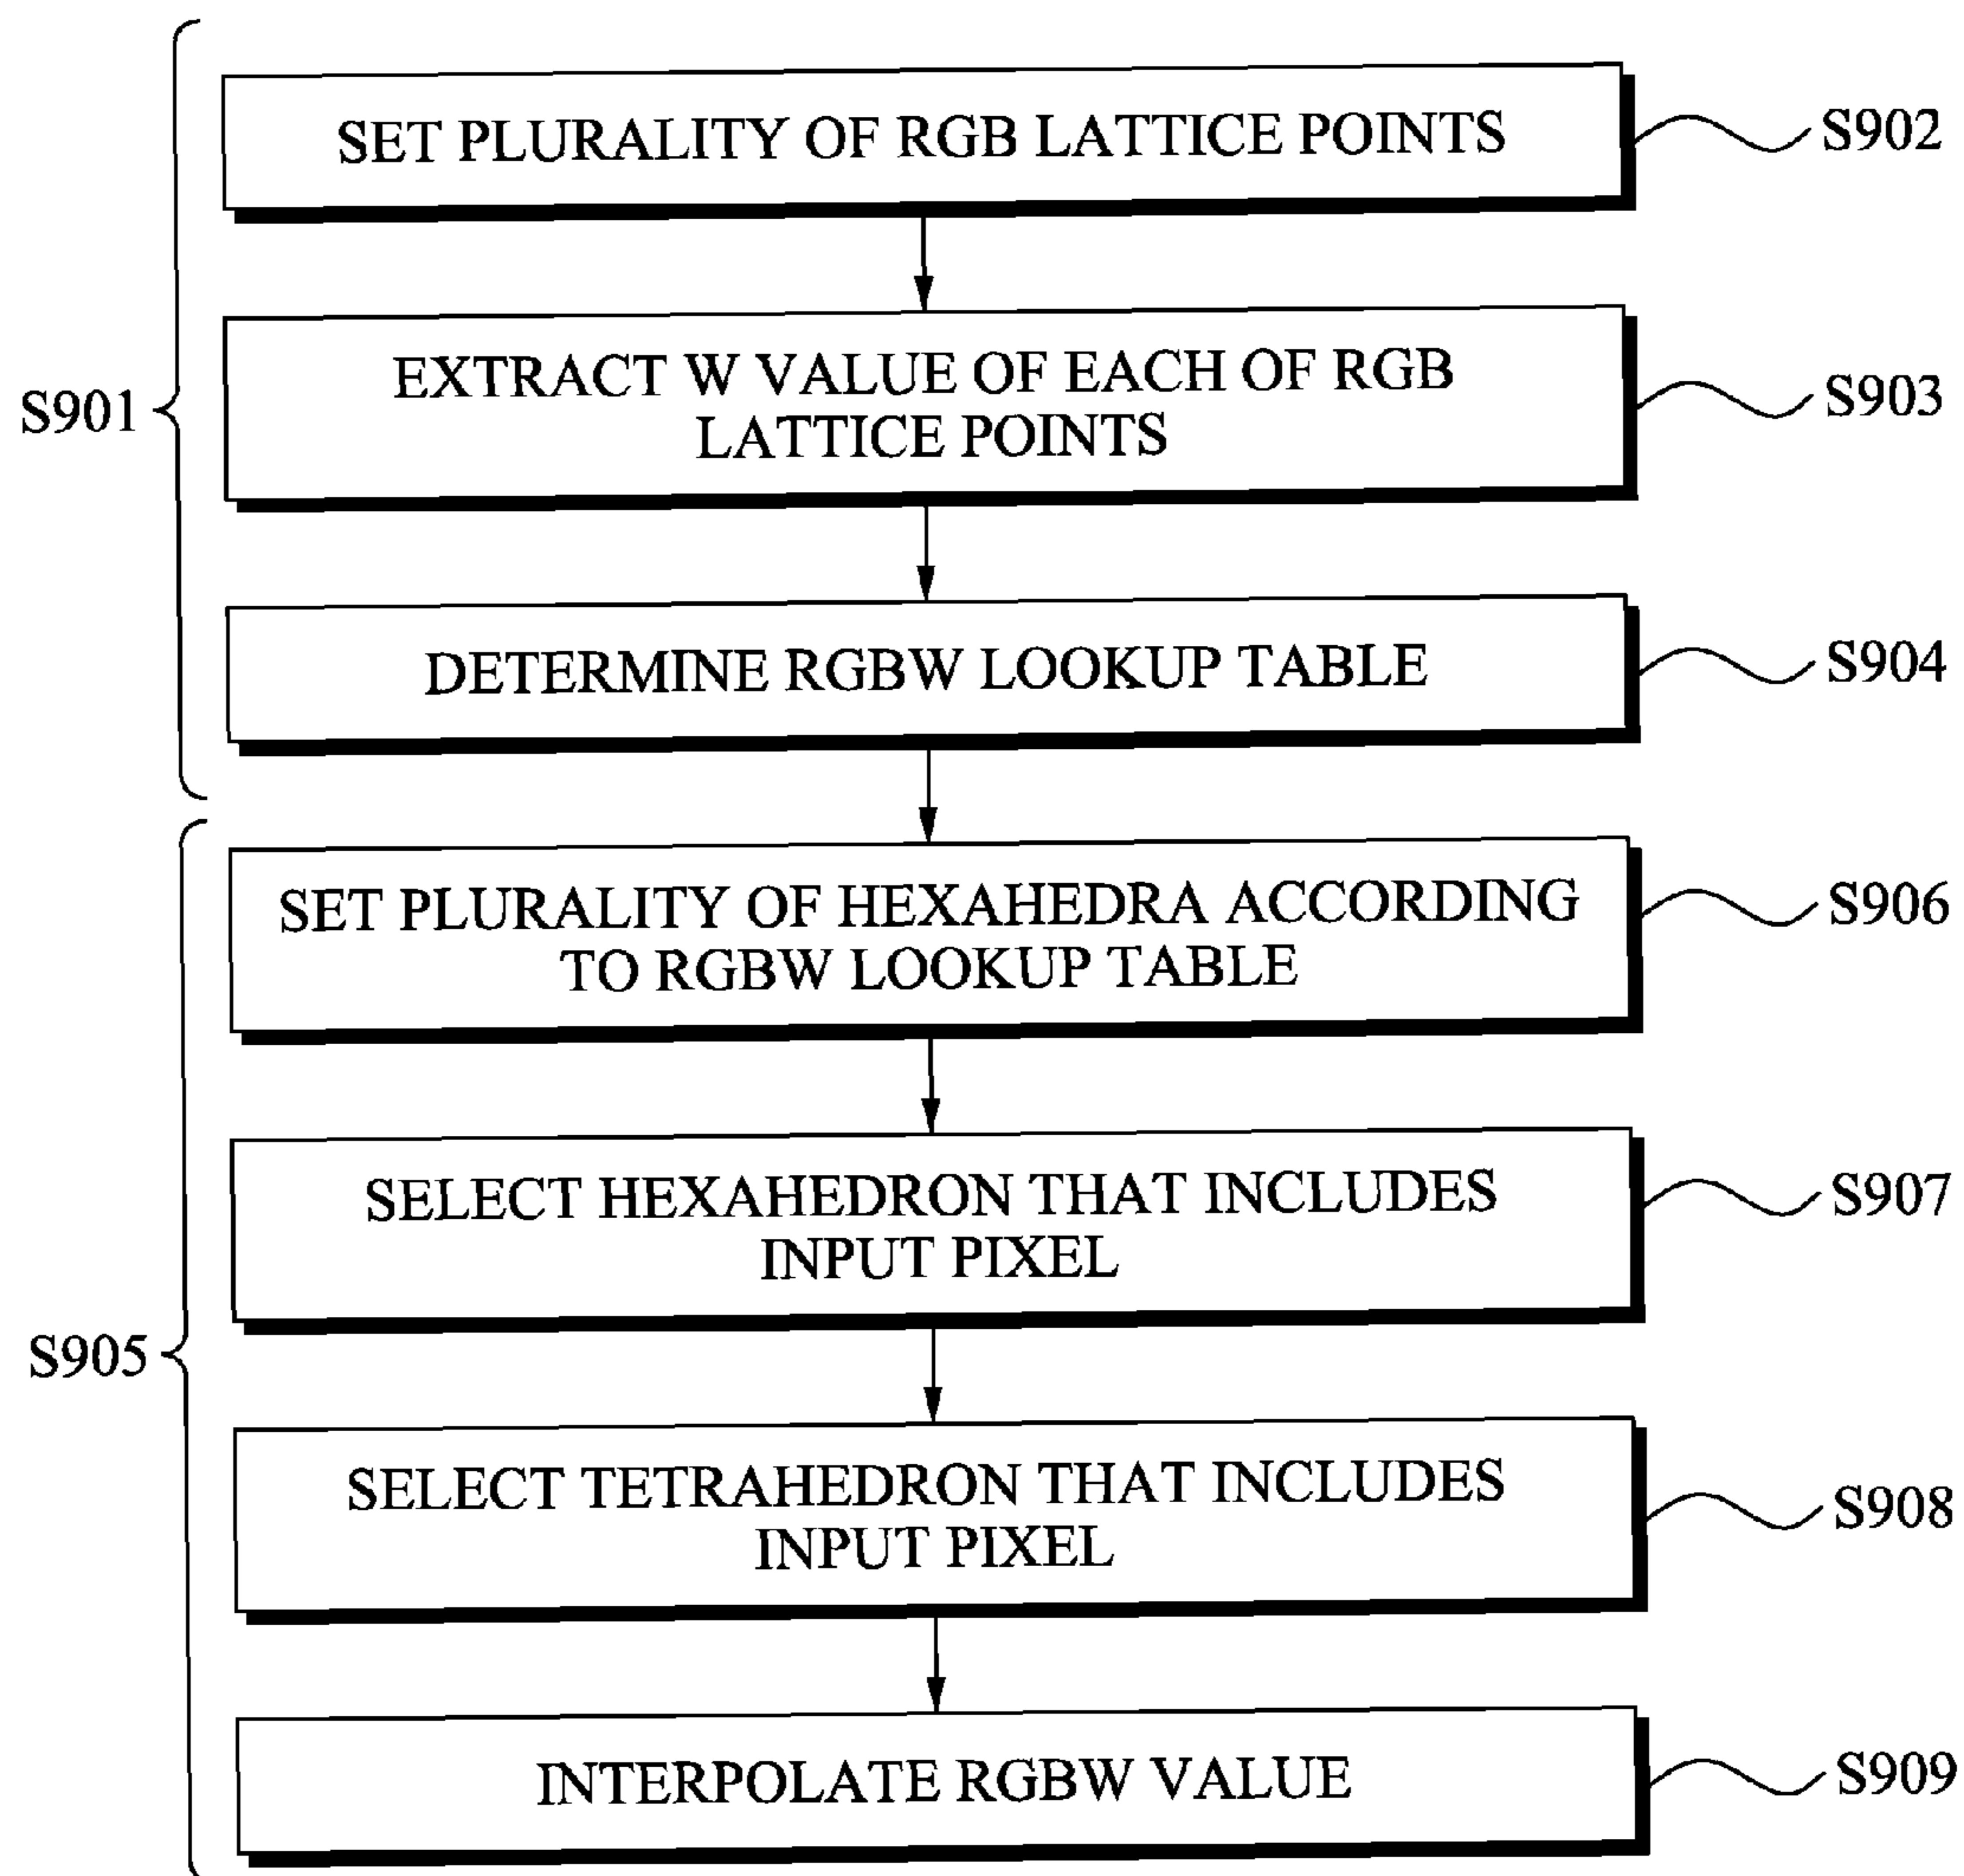 SET PLURALITY OF RGB LATTICE POINTS
S902
EXTRACT W VALUE OF EACH OF RGB
LATTICE POINTS
S903
S901
DETERMINE RGBW LOOKUP TABLE
S904
SET PLURALITY OF HEXAHEDRA ACCORDING
TO RGBW LOOKUP TABLE
S906
SELECT HEXAHEDRON THAT INCLUDES
INPUT PIXEL
S907
S905
SELECT TETRAHEDRON THAT INCLUDES
INPUT PIXEL
S908
INTERPOLATE RGBW VALUE
S909